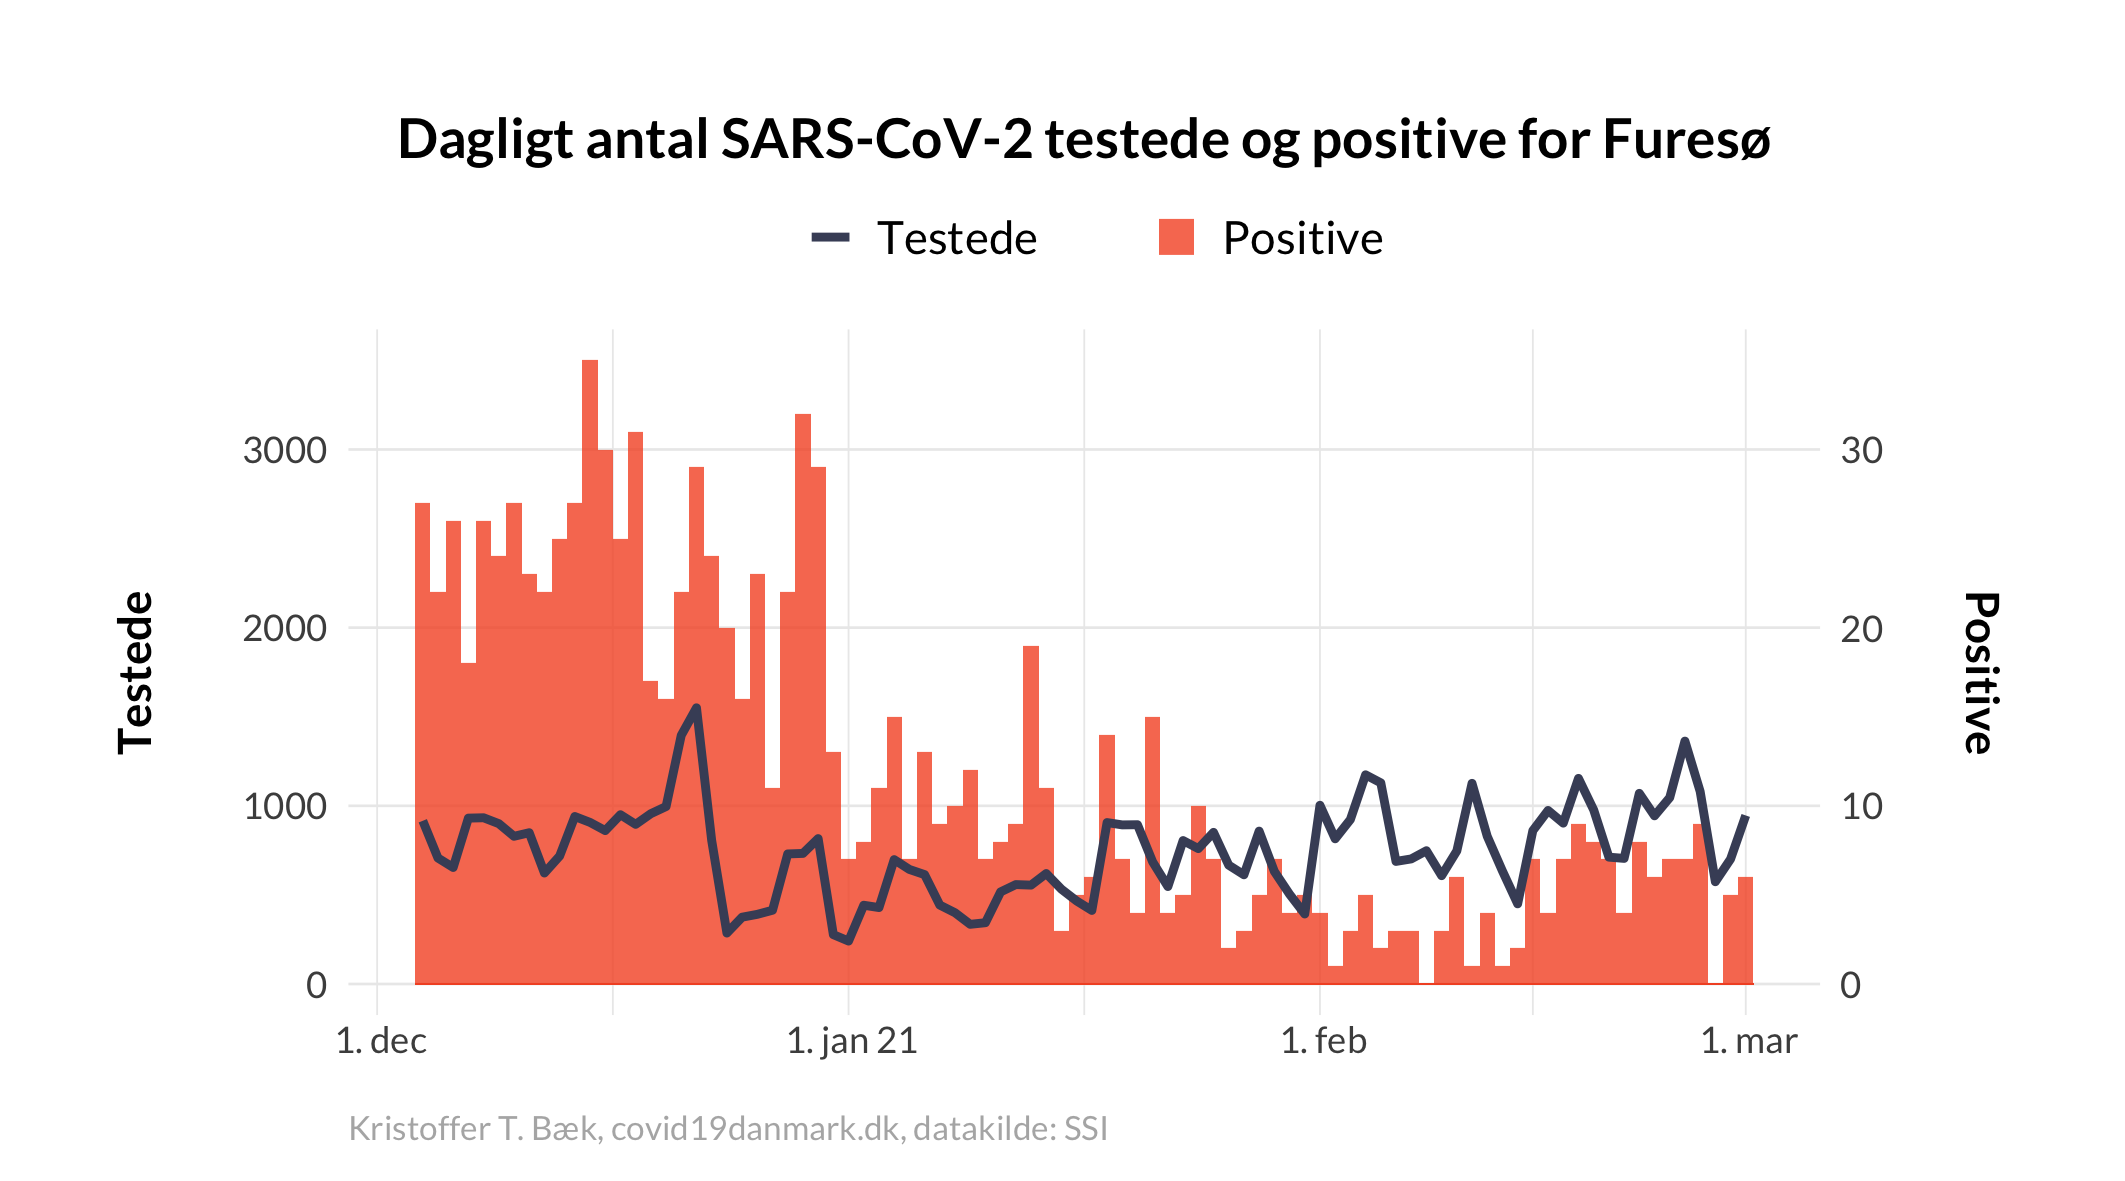 Dagligt antal SARS-CoV-2 testede og positive for Furesø
Testede Positive
3000 30
2000 20
1000 10
0 0
Testede
Positive
1. dec 1. jan 21 1. feb 1. mar
Kristoffer T. Bæk, covid19danmark.dk, datakilde: SSI